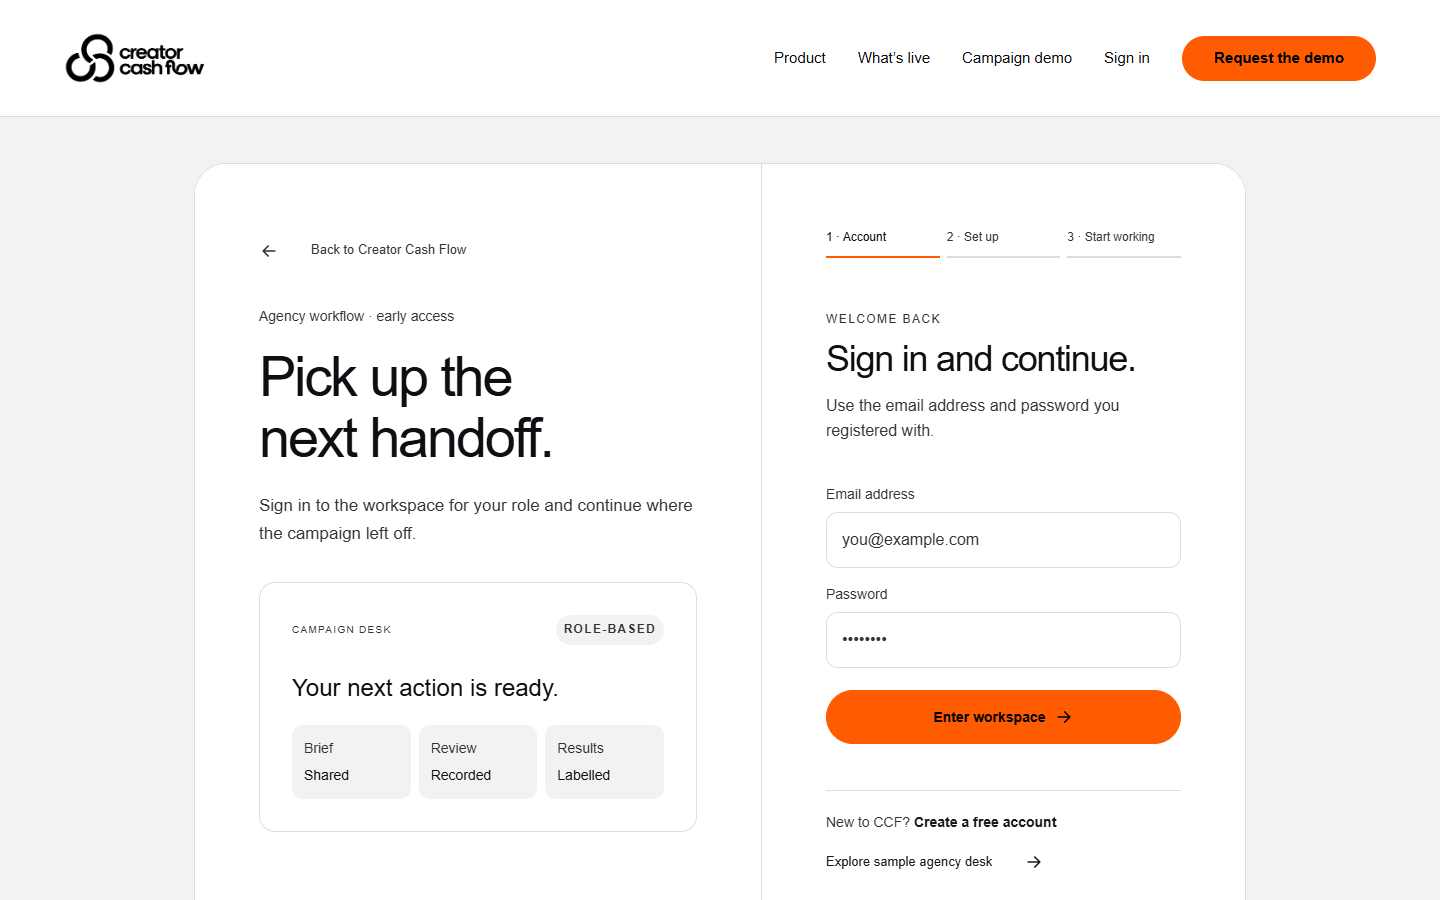 creator
cash flow
Product
What's live
Campaign demo
Sign in
Request the demo
Back to Creator Cash Flow
Agency workflow · early access
Pick up the
next handoff.
Sign in to the workspace for your role and continue where
the campaign left off.
CAMPAIGN DESK
ROLE-BASED
Your next action is ready.
Brief
Shared
Review
Recorded
Results
Labelled
1 · Account
2 · Set up
3 · Start working
WELCOME BACK
Sign in and continue.
Use the email address and password you
registered with.
Email address
you@example.com
Password
••••••••
Enter workspace →
New to CCF? Create a free account
Explore sample agency desk →